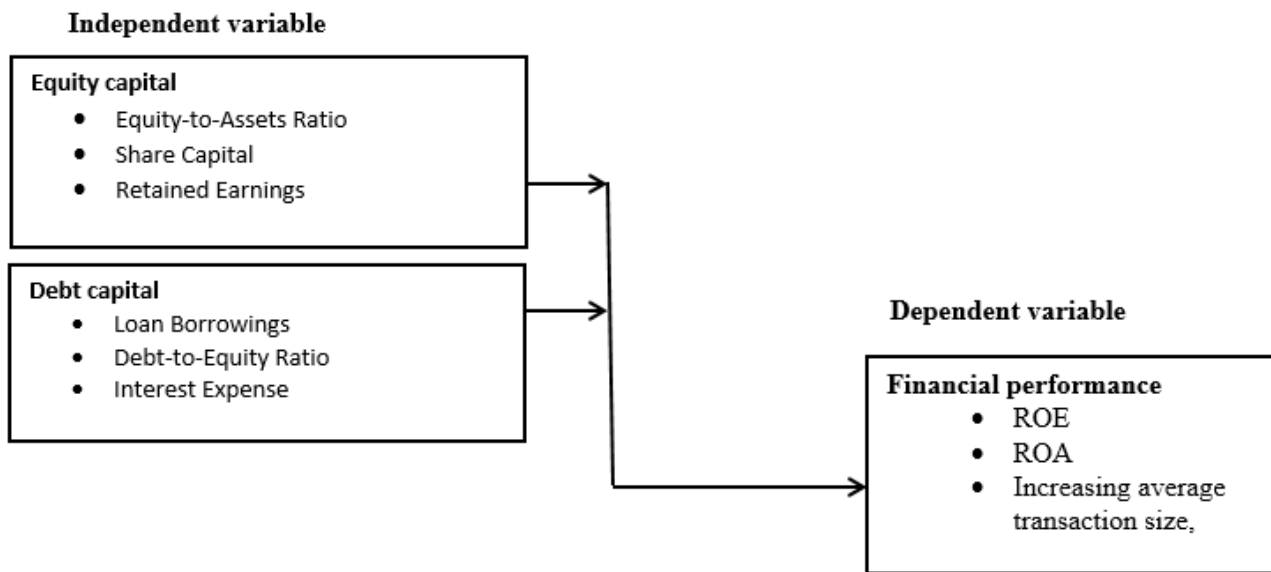 Independent variable
Equity capital
• Equity-to-Assets Ratio
• Share Capital
• Retained Earnings
Debt capital
• Loan Borrowings
• Debt-to-Equity Ratio
• Interest Expense
Dependent variable
Financial performance
• ROE
• ROA
• Increasing average
transaction size,